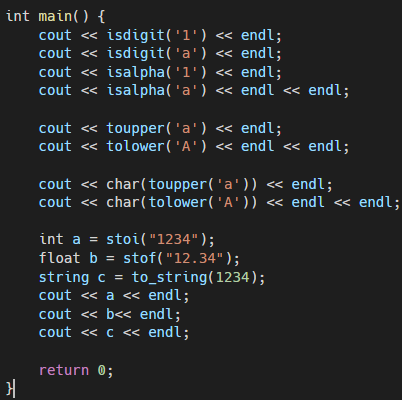 int main() {
    cout << isdigit('1') << endl;
    cout << isdigit('a') << endl;
    cout << isalpha('1') << endl;
    cout << isalpha('a') << endl << endl;

    cout << toupper('a') << endl;
    cout << tolower('A') << endl << endl;

    cout << char(toupper('a')) << endl;
    cout << char(tolower('A')) << endl << endl;

    int a = stoi("1234");
    float b = stof("12.34");
    string c = to_string(1234);
    cout << a << endl;
    cout << b<< endl;
    cout << c << endl;

    return 0;
}